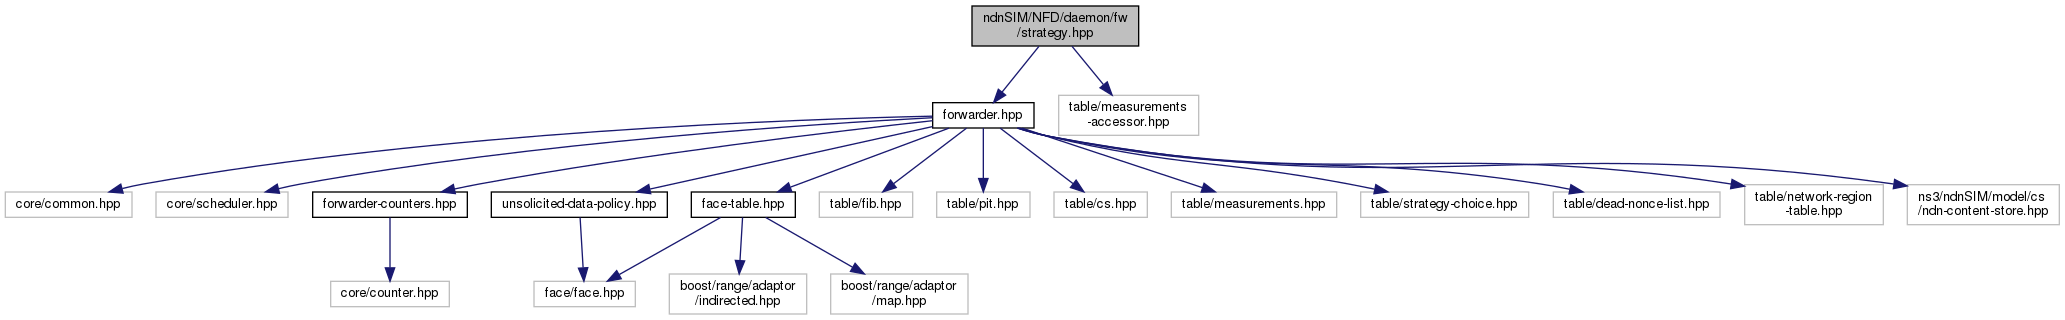 ndnSIM/NFD/daemon/fw
/strategy.hpp
forwarder.hpp
table/measurements
-accessor.hpp
core/common.hpp
core/scheduler.hpp
forwarder-counters.hpp
unsolicited-data-policy.hpp
face-table.hpp
table/fib.hpp
table/pit.hpp
table/cs.hpp
table/measurements.hpp
table/strategy-choice.hpp
table/dead-nonce-list.hpp
table/network-region
-table.hpp
ns3/ndnSIM/model/cs
/ndn-content-store.hpp
core/counter.hpp
face/face.hpp
boost/range/adaptor
/indirected.hpp
boost/range/adaptor
/map.hpp